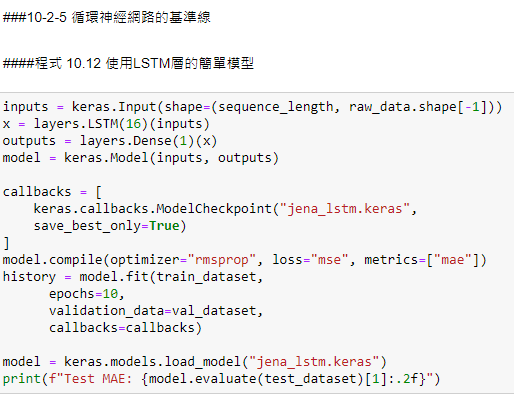 ###10-2-5 循環神經網路的基準線
####程式 10.12 使用LSTM層的簡單模型
inputs = keras.Input(shape=(sequence_length, raw_data.shape[-1]))
x = layers.LSTM(16)(inputs)
outputs = layers.Dense(1)(x)
model = keras.Model(inputs, outputs)
callbacks = [
    keras.callbacks.ModelCheckpoint("jena_lstm.keras",
    save_best_only=True)
]
model.compile(optimizer="rmsprop", loss="mse", metrics=["mae"])
history = model.fit(train_dataset,
      epochs=10,
      validation_data=val_dataset,
      callbacks=callbacks)
model = keras.models.load_model("jena_lstm.keras")
print(f"Test MAE: {model.evaluate(test_dataset)[1]:.2f}")